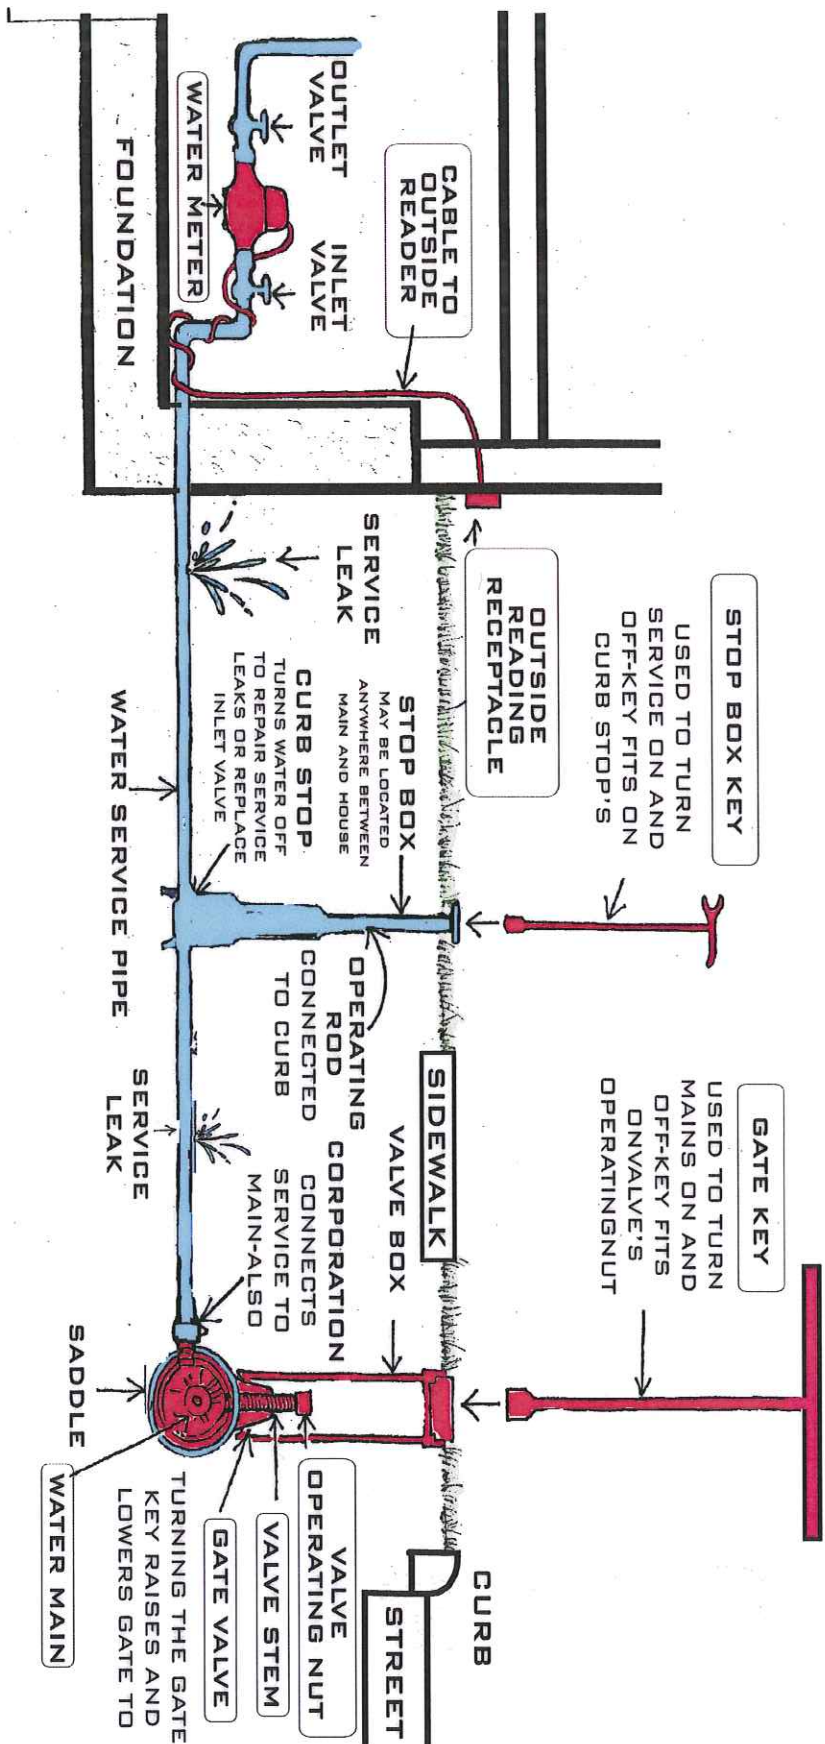 STOP BOX KEY
USED TO TURN
SERVICE ON AND
OFF-KEY FITS ON
CURB STOP'S
GATE KEY
USED TO TURN
MAINS ON AND
OFF-KEY FITS
ONVALVE'S
OPERATINGNUT
CABLE TO
OUTSIDE
READER
OUTSIDE
READING
RECEPTACLE
SIDEWALK
CURB
STREET
OUTLET
VALVE
INLET
VALVE
WATER METER
FOUNDATION
SERVICE
LEAK
STOP BOX
MAY BE LOCATED
ANYWHERE BETWEEN
MAIN AND HOUSE
CURB STOP
TURNS WATER OFF
TO REPAIR SERVICE
LEAKS OR REPLACE
INLET VALVE
OPERATING
ROD
CONNECTED
TO CURB
VALVE BOX
CORPORATION
CONNECTS
SERVICE TO
MAIN-ALSO
VALVE
OPERATING NUT
VALVE STEM
GATE VALVE
TURNING THE GATE
KEY RAISES AND
LOWERS GATE TO
WATER SERVICE PIPE
SERVICE
LEAK
SADDLE
WATER MAIN